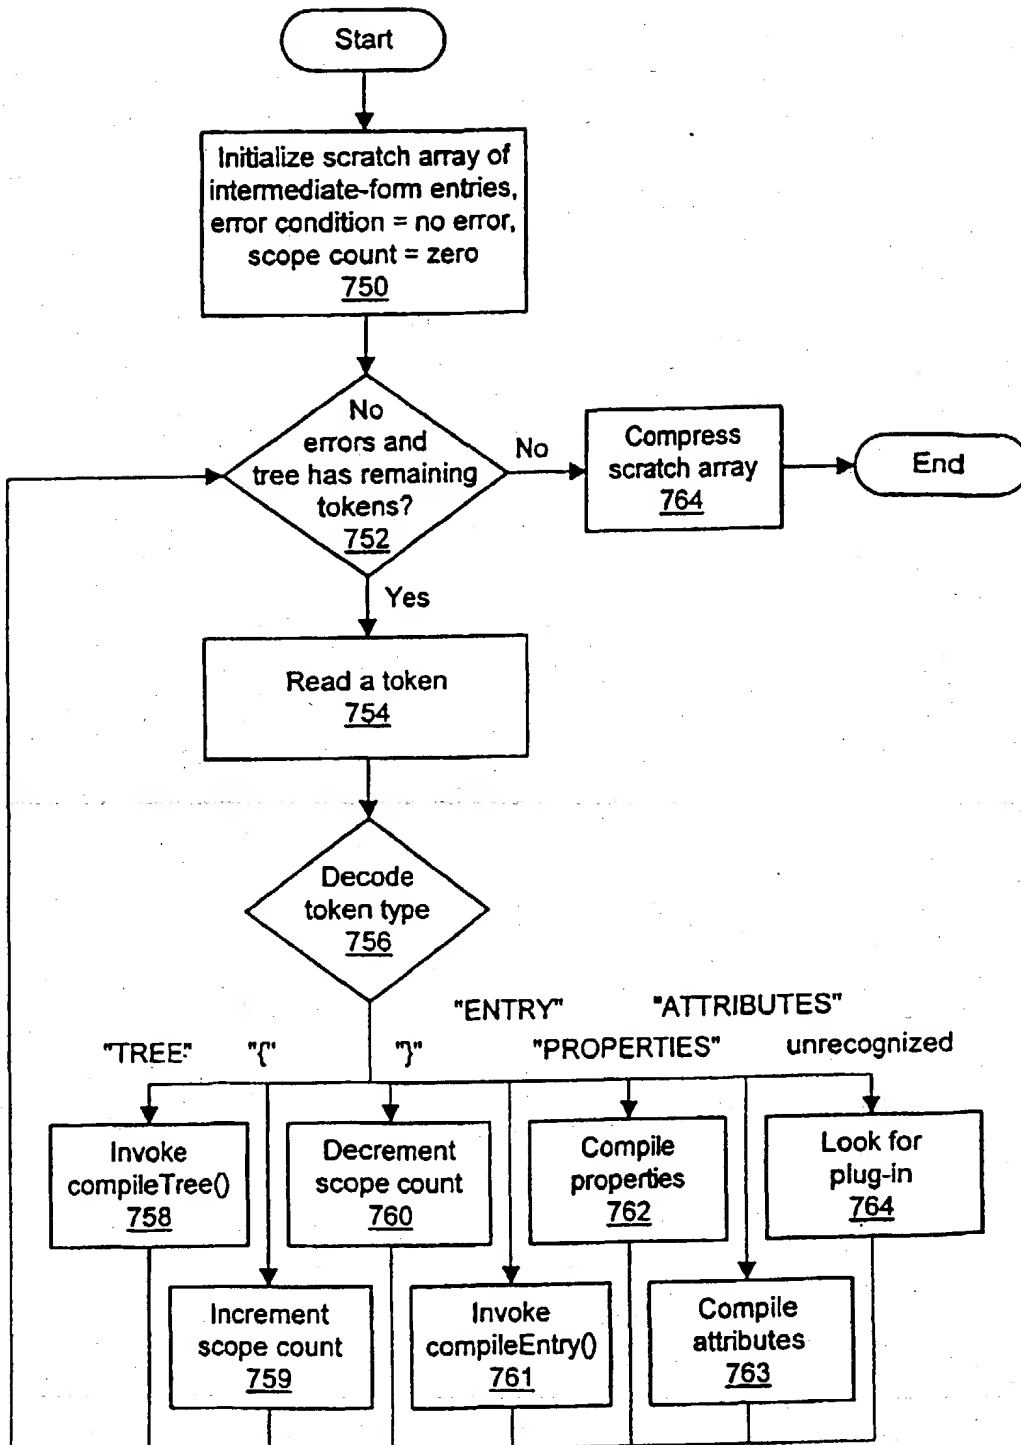 Start
Initialize scratch array of
intermediate-form entries,
error condition = no error,
scope count = zero
750
No
errors and
tree has remaining
tokens?
752
No
Compress
scratch array
764
End
Yes
Read a token
754
Decode
token type
756
"ENTRY"
"ATTRIBUTES"
"TREE"
"{"
"}"
"PROPERTIES"
unrecognized
Invoke
compileTree()
758
Decrement
scope count
760
Compile
properties
762
Look for
plug-in
764
Increment
scope count
759
Invoke
compileEntry()
761
Compile
attributes
763